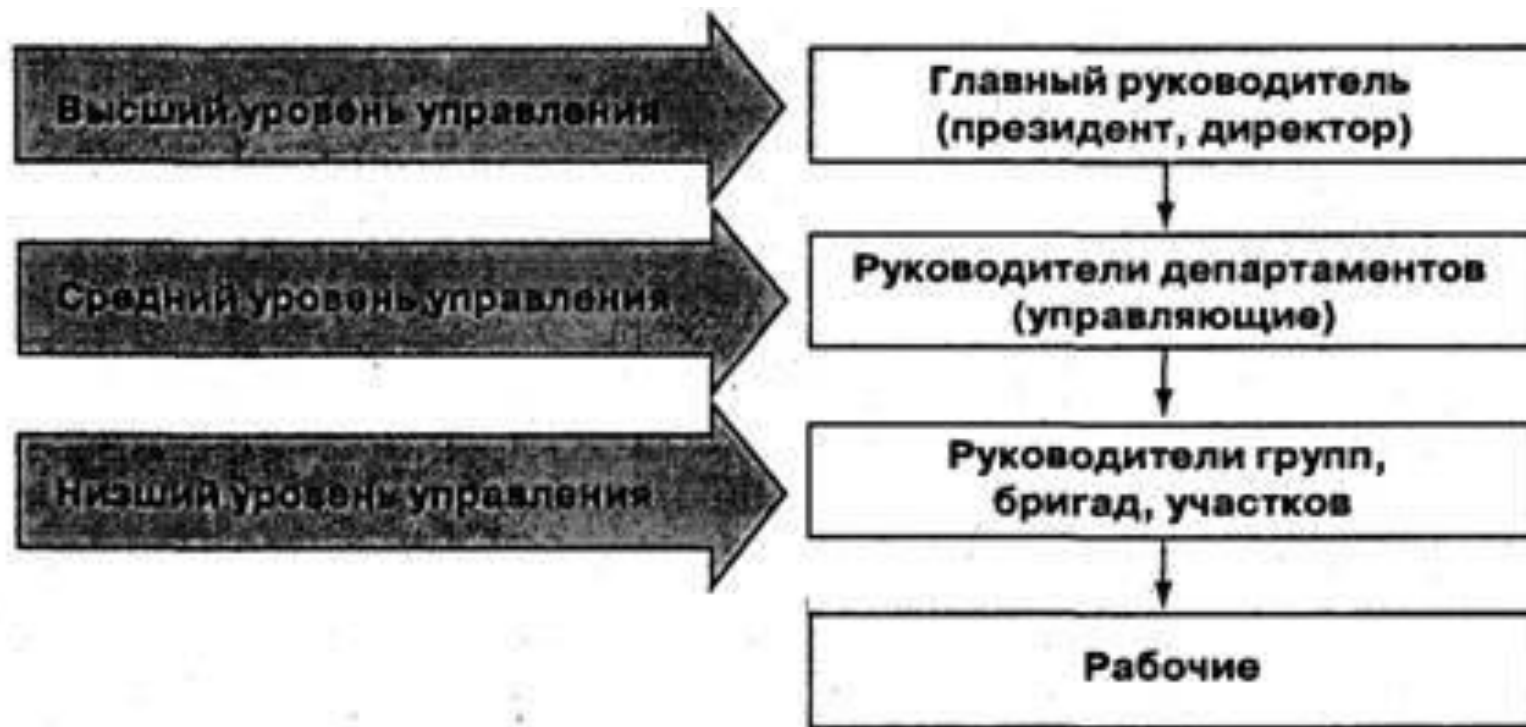 Высший уровень управления
Главный руководитель
(президент, директор)
Средний уровень управления
Руководители департаментов
(управляющие)
Низший уровень управления
Руководители групп,
бригад, участков
Рабочие